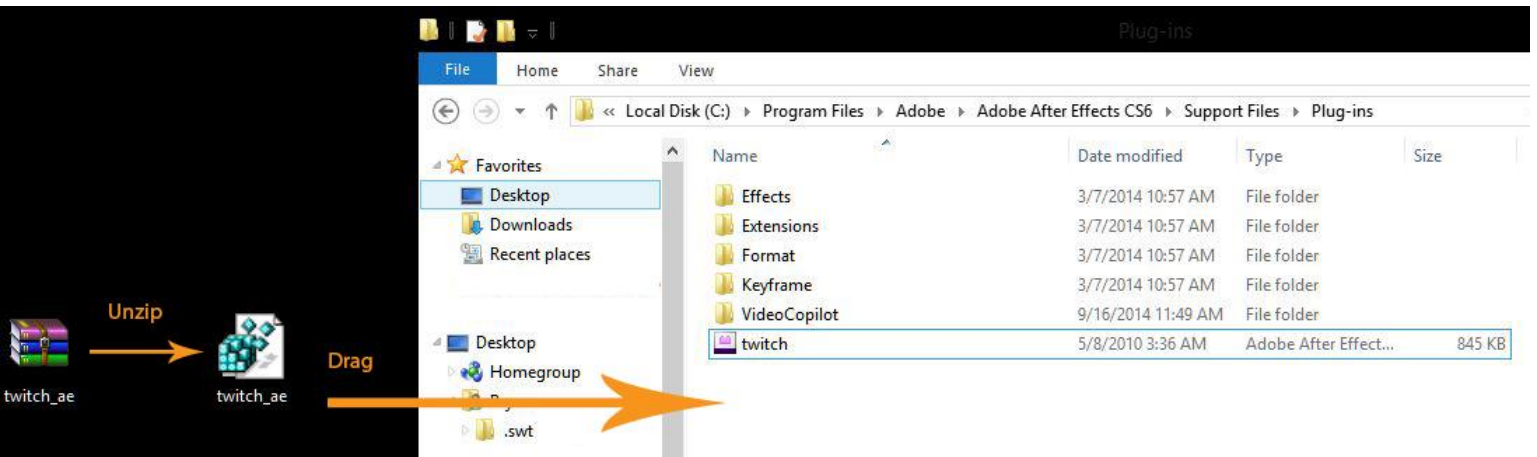 Plug-ins
File Home Share View
« Local Disk (C:) Program Files Adobe Adobe After Effects CS6 Support Files Plug-ins
Name Date modified Type Size
Favorites
Desktop
Downloads
Recent places
Desktop
Homegroup
.swt
Effects 3/7/2014 10:57 AM File folder
Extensions 3/7/2014 10:57 AM File folder
Format 3/7/2014 10:57 AM File folder
Keyframe 3/7/2014 10:57 AM File folder
VideoCopilot 9/16/2014 11:49 AM File folder
twitch 5/8/2010 3:36 AM Adobe After Effect... 845 KB
Unzip
Drag
twitch_ae
twitch_ae